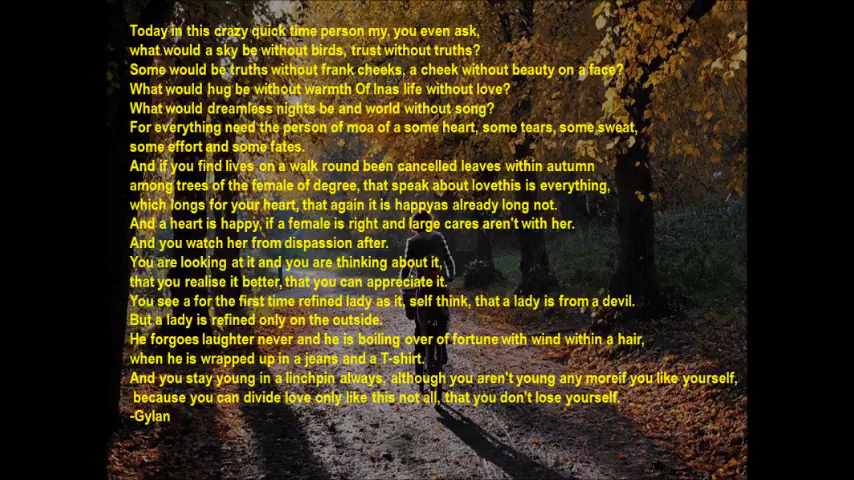 Today in this crazy quick time person my, you even ask,
what would a sky be without birds, trust without truths?
Some would be truths without frank cheeks, a cheek without beauty on a face?
What would hug be without warmth Of Inas life without love?
What would dreamless nights be and world without song?
For everything need the person of moa of a some heart, some tears, some sweat,
some effort and some fates.
And if you find lives on a walk round been cancelled leaves within autumn
among trees of the female of degree, that speak about lovethis is everything,
which longs for your heart, that again it is happyas already long not.
And a heart is happy, if a female is right and large cares aren't with her.
And you watch her from dispassion after.
You are looking at it and you are thinking about it,
that you realise it better, that you can appreciate it.
You see a for the first time refined lady as it, self think, that a lady is from a devil.
But a lady is refined only on the outside.
He forgoes laughter never and he is boiling over of fortune with wind within a hair,
when he is wrapped up in a jeans and a T-shirt.
And you stay young in a linchpin always, although you aren't young any moreif you like yourself,
because you can divide love only like this not all, that you don't lose yourself.
-Gylan